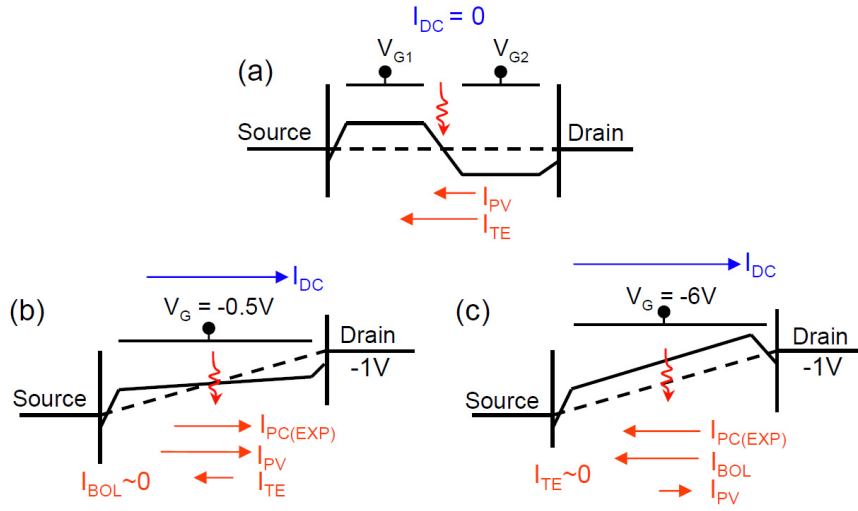 I_DC = 0
(a)
V_G1 V_G2
Source Drain
I_PV
I_TE
(b)
I_DC
V_G = -0.5V
Drain
-1V
Source
I_PC(EXP)
I_PV
I_BOL~0 I_TE
(c)
I_DC
V_G = -6V
Drain
-1V
Source
I_PC(EXP)
I_TE~0 I_BOL
I_PV